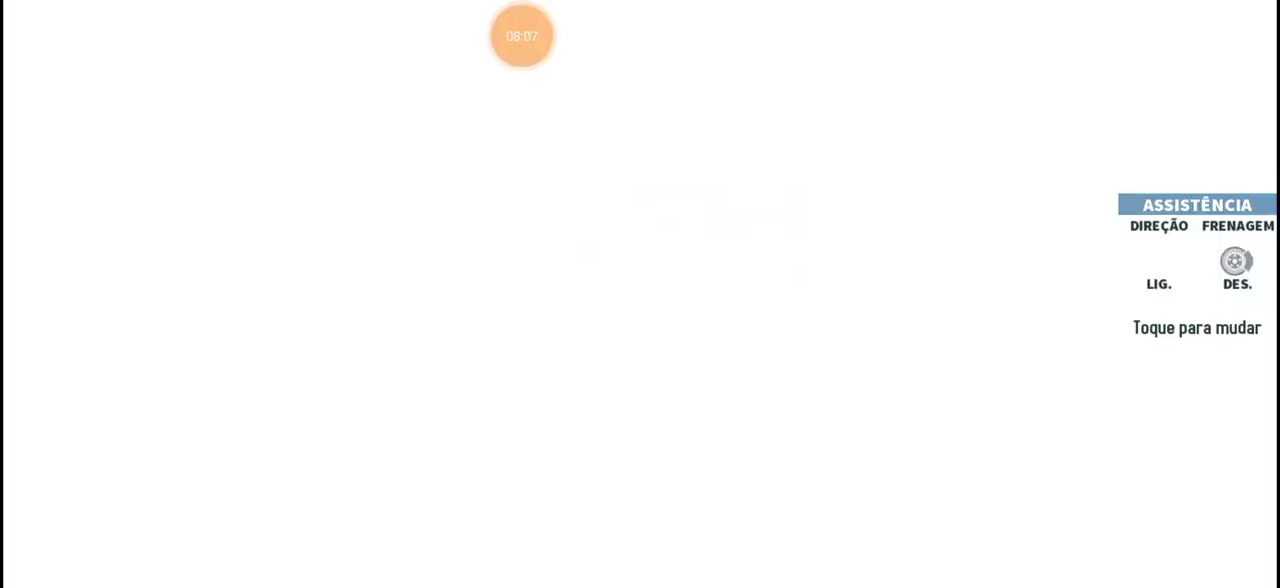 08:07
ASSISTÊNCIA
DIREÇÃO FRENAGEM
LIG. DES.
Toque para mudar